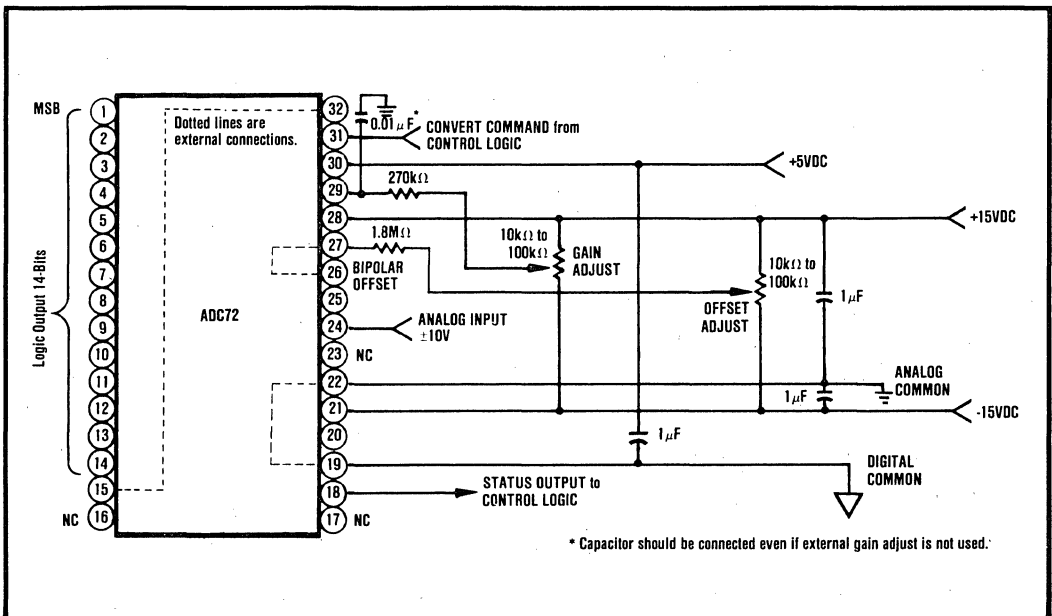 MSB
Logic Output 14-Bits
1
2
3
4
5
6
7
8
9
10
11
12
13
14
15
16
NC
Dotted lines are
external connections.
ADC72
32
31
30
29
28
27
26
25
24
23
22
21
20
19
18
17
0.01 μF*
CONVERT COMMAND from
CONTROL LOGIC
+5VDC
270kΩ
+15VDC
1.8MΩ
BIPOLAR
OFFSET
10kΩ to
100kΩ
GAIN
ADJUST
10kΩ to
100kΩ
OFFSET
ADJUST
1μF
ANALOG INPUT
±10V
NC
ANALOG
COMMON
1μF
-15VDC
1μF
DIGITAL
COMMON
STATUS OUTPUT to
CONTROL LOGIC
NC
* Capacitor should be connected even if external gain adjust is not used.